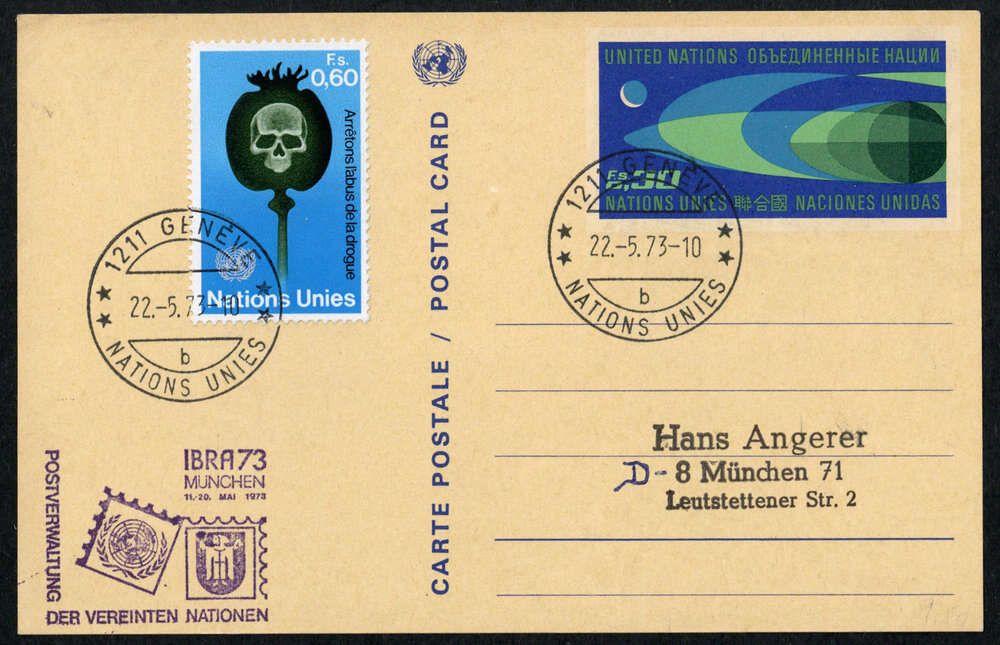 F.s.
0,60
Arrêtons l'abus de la drogue
Nations Unies
1211 GENÈVE
22.-5.73-10
b
NATIONS UNIES
CARTE POSTALE / POSTAL CARD
UNITED NATIONS ОБЪЕДИНЕННЫЕ НАЦИИ
F.s.
0,30
NATIONS UNIES 聯合國 NACIONES UNIDAS
1211 GENÈVE
22.-5.73-10
b
NATIONS UNIES
Hans Angerer
D- 8 München 71
Leutstettener Str. 2
IBRA 73
MÜNCHEN
11.-20. MAI 1973
POSTVERWALTUNG
DER VEREINTEN NATIONEN